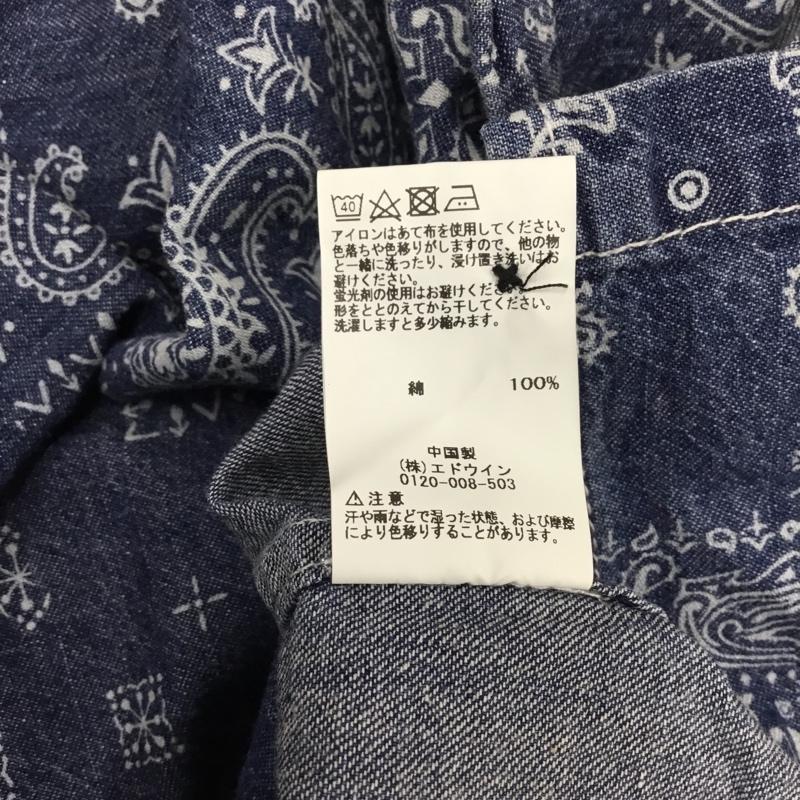 40
アイロンはあて布を使用してください。
色落ちや色移りがしますので、他の物
と一緒に洗ったり、浸け置き洗いはお
避けください。
蛍光剤の使用はお避けください。
形をととのえてから干してください。
洗濯しますと多少縮みます。
綿 100%
中国製
(株)エドウイン
0120-008-503
⚠注意
汗や雨などで湿った状態、および摩擦
により色移りすることがあります。